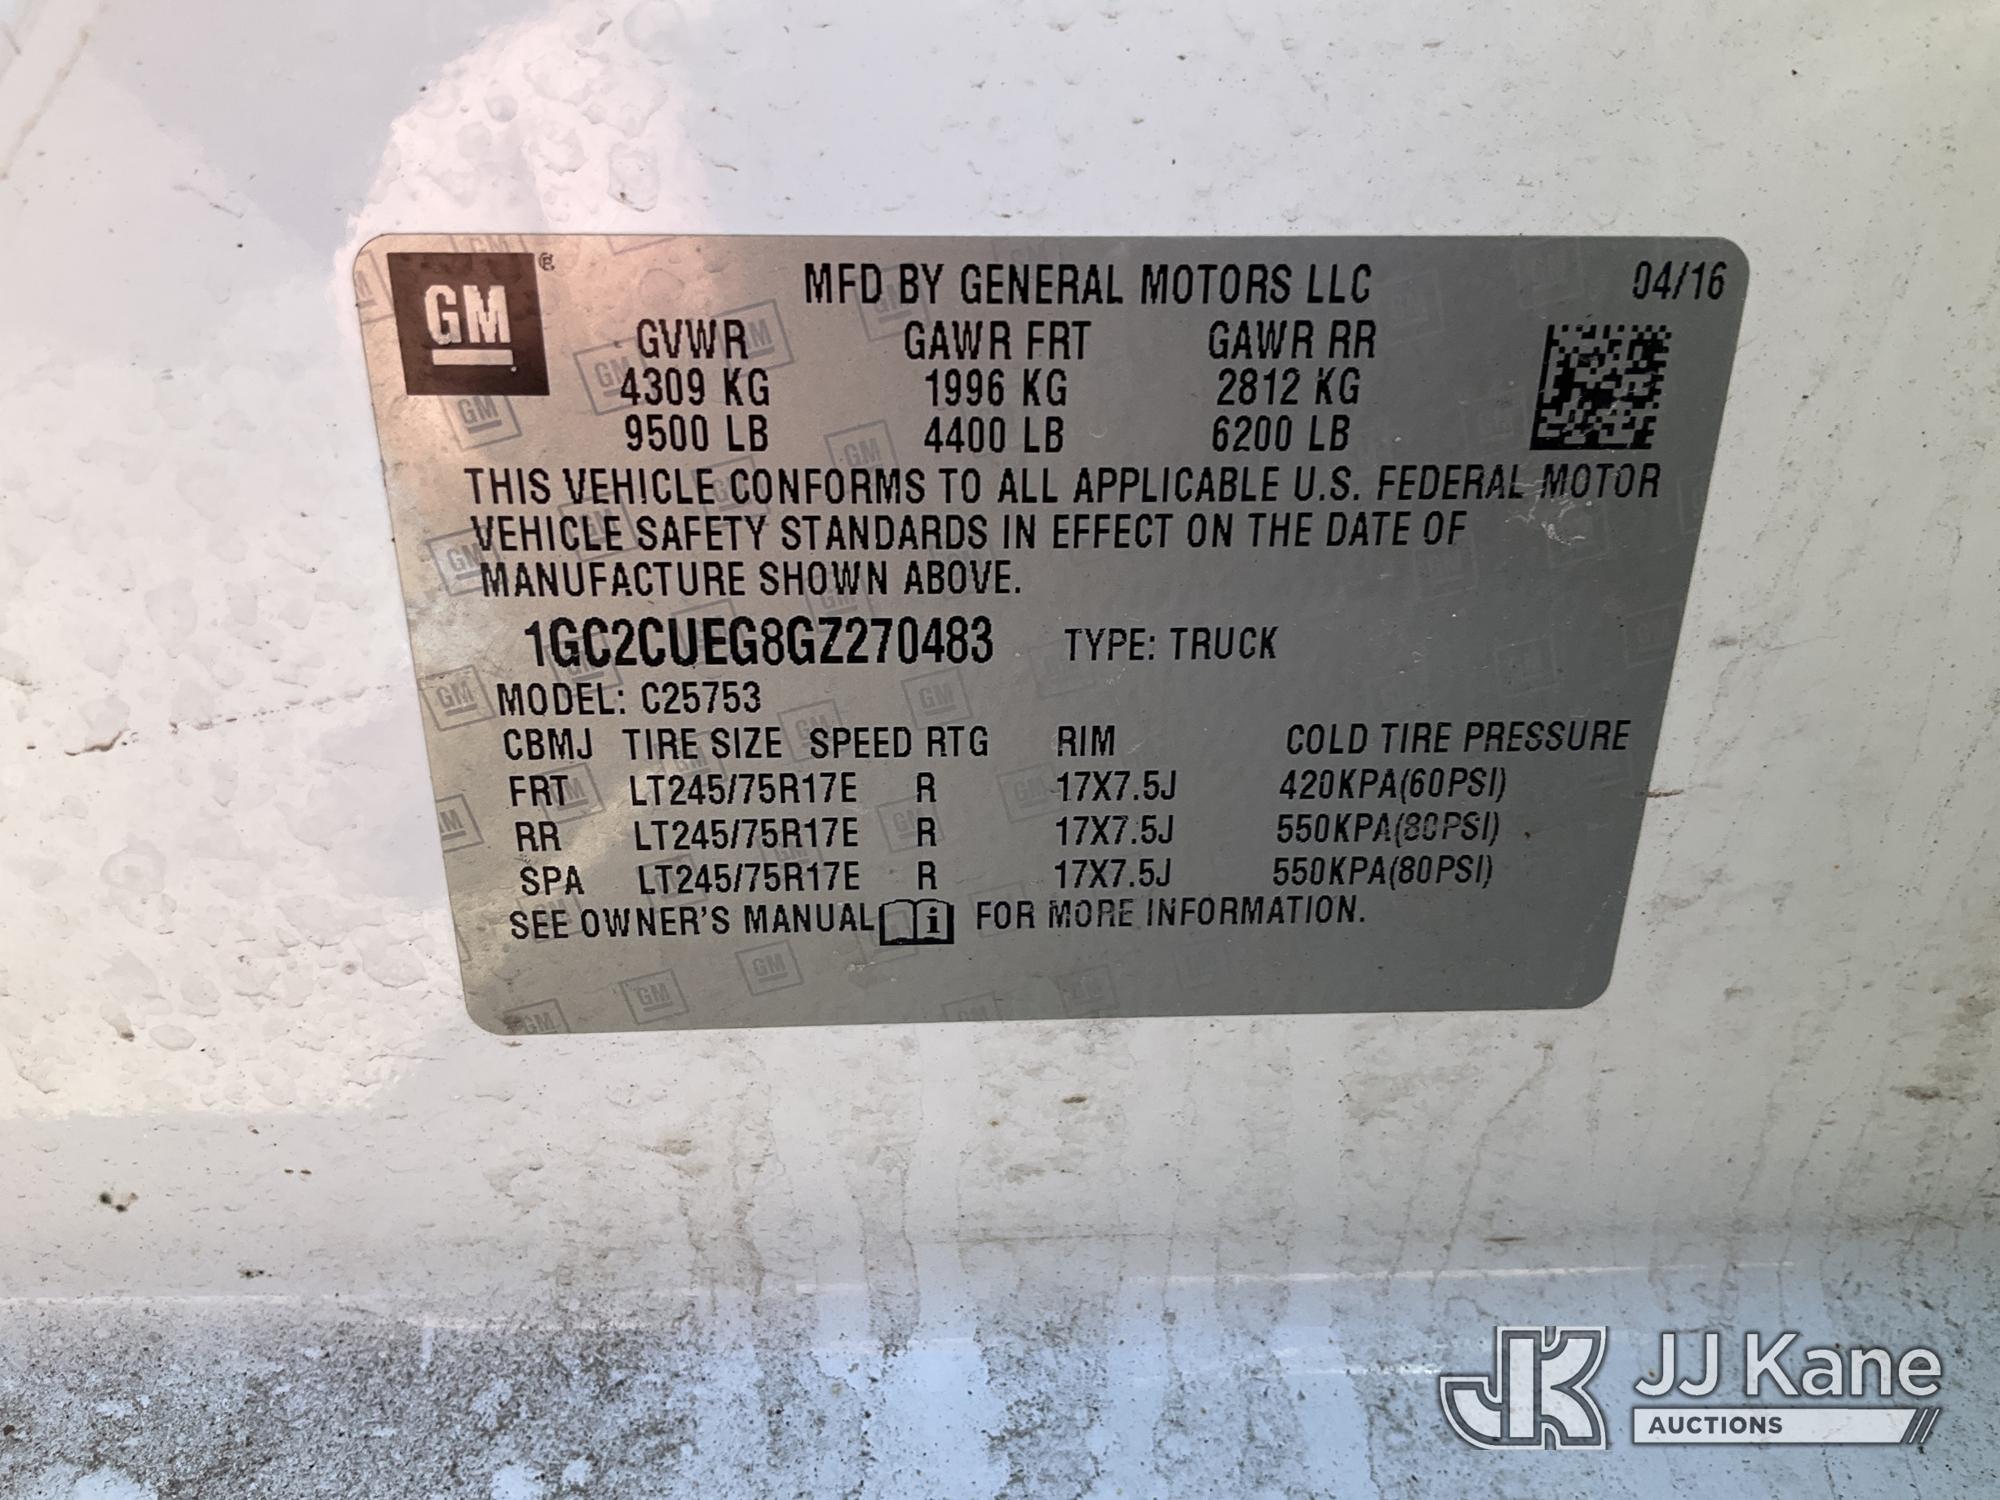 GM ®
MFD BY GENERAL MOTORS LLC 04/16
GVWR GAWR FRT GAWR RR
4309 KG 1996 KG 2812 KG
9500 LB 4400 LB 6200 LB
THIS VEHICLE CONFORMS TO ALL APPLICABLE U.S. FEDERAL MOTOR
VEHICLE SAFETY STANDARDS IN EFFECT ON THE DATE OF
MANUFACTURE SHOWN ABOVE.
1GC2CUEG8GZ270483 TYPE: TRUCK
MODEL: C25753
CBMJ TIRE SIZE SPEED RTG RIM COLD TIRE PRESSURE
FRT LT245/75R17E R 17X7.5J 420KPA(60PSI)
RR LT245/75R17E R 17X7.5J 550KPA(80PSI)
SPA LT245/75R17E R 17X7.5J 550KPA(80PSI)
SEE OWNER'S MANUAL i FOR MORE INFORMATION.
JK JJ Kane
AUCTIONS